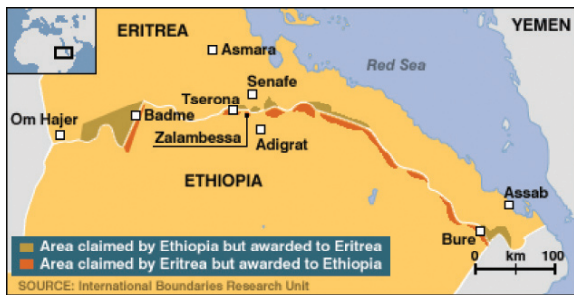 ERITREA
YEMEN
Asmara
Red Sea
Senafe
Tserona
Om Hajer
Badme
Zalambessa
Adigrat
ETHIOPIA
Assab
Bure
Area claimed by Ethiopia but awarded to Eritrea
Area claimed by Eritrea but awarded to Ethiopia
0 km 100
SOURCE: International Boundaries Research Unit